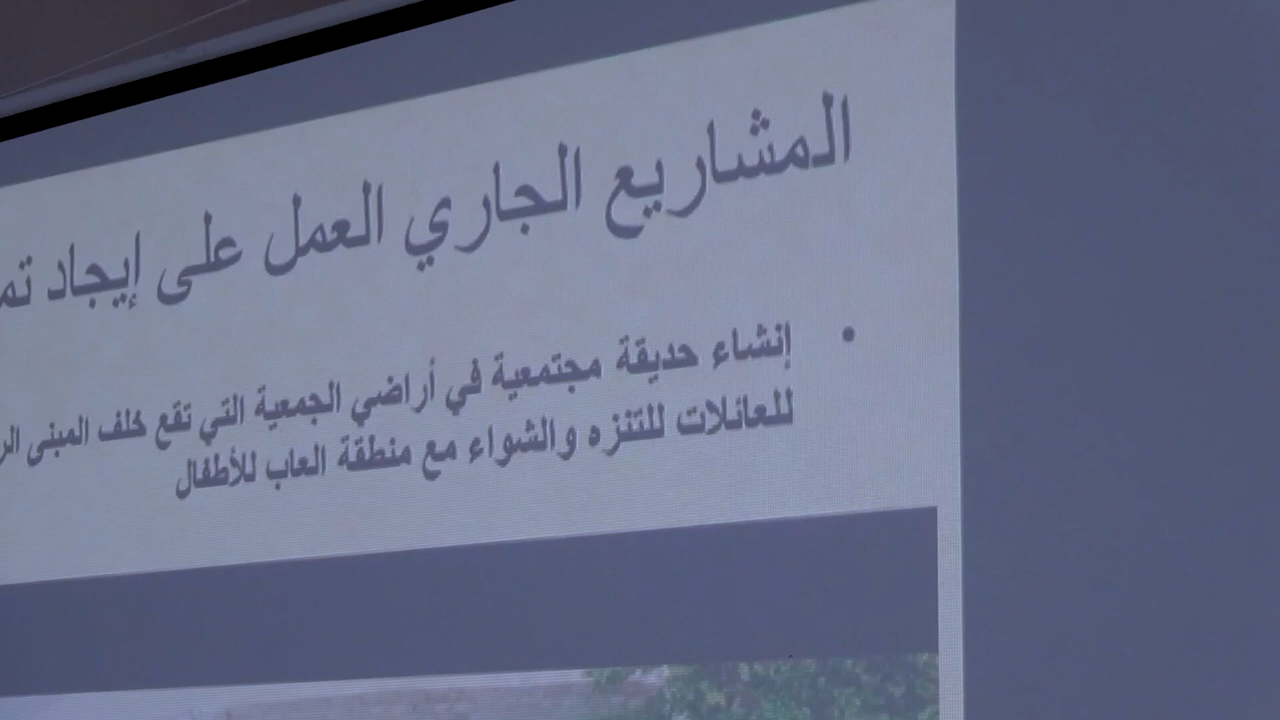 المشاريع الجاري العمل على إيجاد
إنشاء حديقة مجتمعية في أراضي الجمعية التي تقع كلف المبنى
للعائلات للتنزه والشواء مع منطقة العاب للأطفال